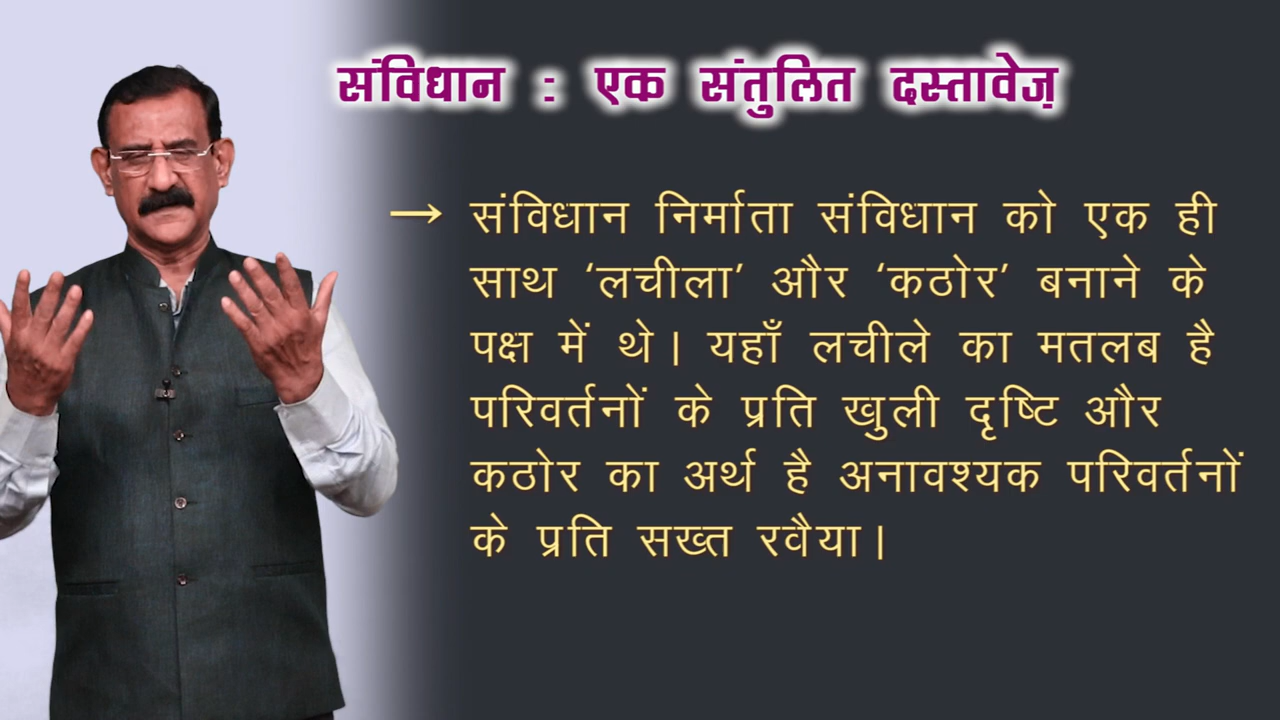 संविधान : एक संतुलित दस्तावेज़
→ संविधान निर्माता संविधान को एक ही
साथ ‘लचीला’ और ‘कठोर’ बनाने के
पक्ष में थे। यहाँ लचीले का मतलब है
परिवर्तनों के प्रति खुली दृष्टि और
कठोर का अर्थ है अनावश्यक परिवर्तनों
के प्रति सख्त रवैया।